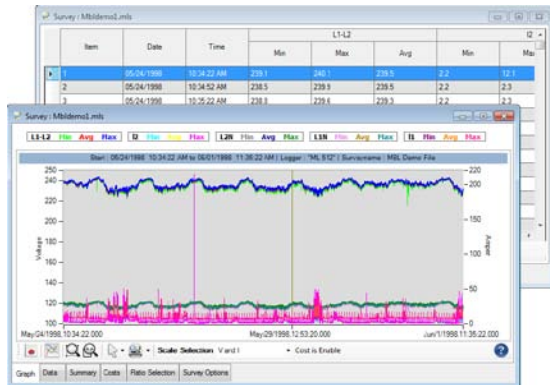 Survey : Mbldemo1.mls
L1-L2 I2
Item Date Time Min Max Avg Min Max
1 05/24/1998 10:34:22 AM 239.1 240.1 239.5 2.2 12.1
2 05/24/1998 10:34:52 AM 238.5 239.9 239.5 2.2 2.3
3 05/24/1998 10:35:22 AM 238.8 239.6 239.3 2.2 2.3
Survey : Mbldemo1.mls
L1-L2 Min Avg Max I2 Min Max L2N Min Avg Max L1N Min Avg Max I1 Min Avg Max
Start : 05/24/1998 10:34:22 AM to 06/01/1998 11:35:22 AM | Logger : "ML 512" | Surveyname : MBL Demo File
250 220
240 200
220
200 150
Voltage Amper
180
160 100
140 50
120
100 0
May/24/1998,10:34:22.000 May/29/1998,12:53:20.000 Jun/1/1998,11:35:22.000
Scale Selection V and I Cost is Enable
Graph Data Summary Costs Ratio Selection Survey Options